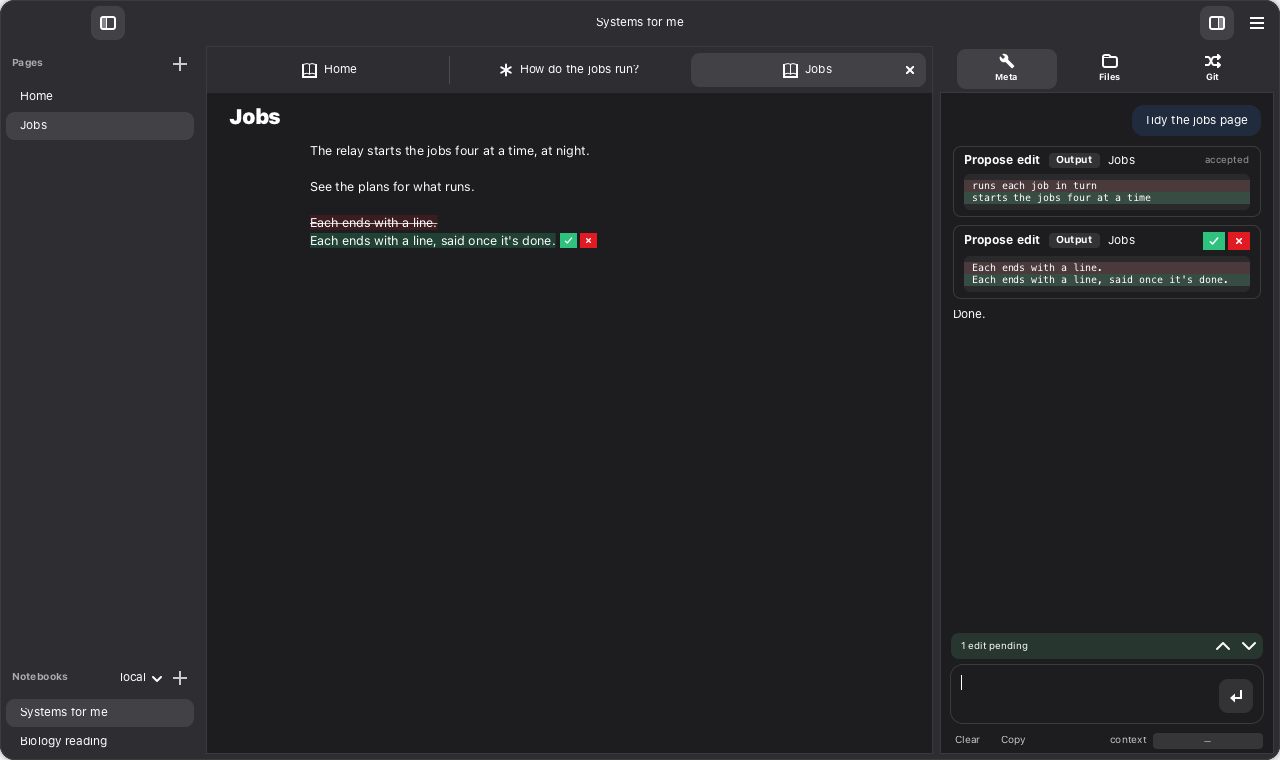 Systems for me
Pages
Home
Jobs
Notebooks
local
Systems for me
Biology reading
Home
How do the jobs run?
Jobs
Jobs
The relay starts the jobs four at a time, at night.
See the plans for what runs.
Each ends with a line.
Each ends with a line, said once it's done.
Meta
Files
Git
Tidy the jobs page
Propose edit Output Jobs accepted
runs each job in turn
starts the jobs four at a time
Propose edit Output Jobs
Each ends with a line.
Each ends with a line, said once it's done.
Done.
1 edit pending
Clear Copy context –